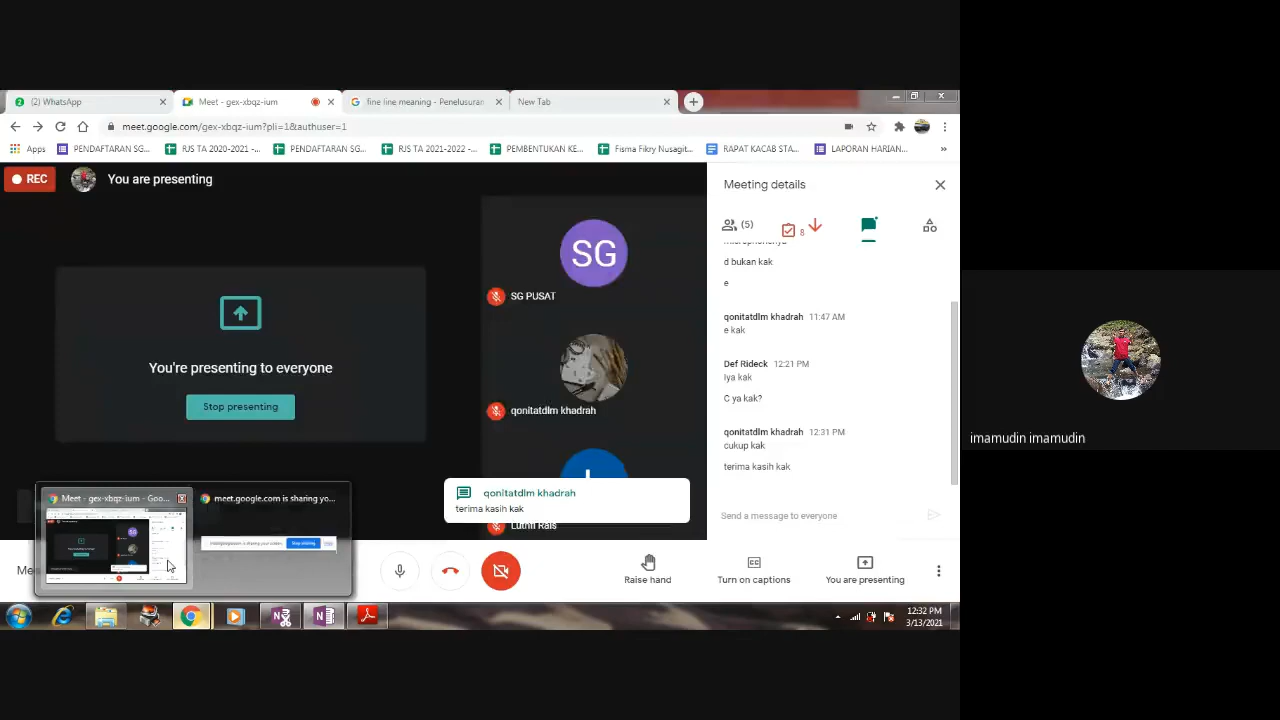 (2) WhatsApp
Meet - gex-xbqz-ium
fine line meaning - Penelusuran
New Tab
meet.google.com/gex-xbqz-ium?pli=1&authuser=1
Apps
PENDAFTARAN SG...
RJS TA 2020-2021 -...
PENDAFTARAN SG...
RJS TA 2021-2022 -...
PEMBENTUKAN KE...
Fisma Fikry Nusagit...
RAPAT KACAB STA...
LAPORAN HARIAN...
REC
You are presenting
You're presenting to everyone
Stop presenting
SG
SG PUSAT
qonitatdlm khadrah
L
Luthfi Rais
Meeting details
(5)
8
d bukan kak
e
qonitatdlm khadrah 11:47 AM
e kak
Def Rideck 12:21 PM
Iya kak
C ya kak?
qonitatdlm khadrah 12:31 PM
cukup kak
terima kasih kak
Send a message to everyone
qonitatdlm khadrah
terima kasih kak
Meet - gex-xbqz-ium - Goo...
meet.google.com is sharing yo...
Stop sharing
Me
Raise hand
Turn on captions
You are presenting
12:32 PM
3/13/2021
imamudin imamudin